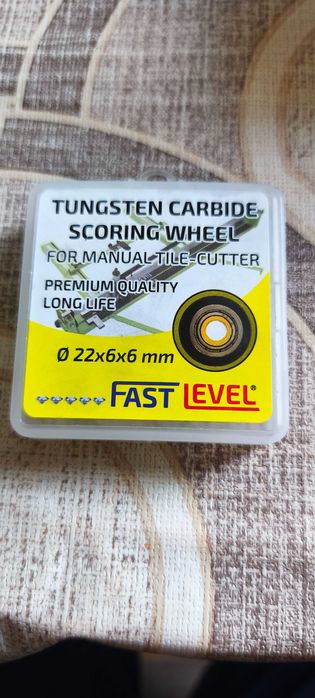 TUNGSTEN CARBIDE
SCORING WHEEL
FOR MANUAL TILE-CUTTER
PREMIUM QUALITY
LONG LIFE
Ø 22x6x6 mm
FAST LEVEL®